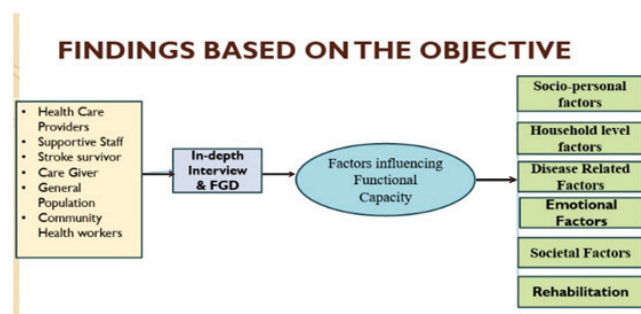 FINDINGS BASED ON THE OBJECTIVE
• Health Care
Providers
• Supportive Staff
• Stroke survivor
• Care Giver
• General
Population
• Community
Health workers
In-depth
Interview
& FGD
Factors influencing
Functional
Capacity
Socio-personal
factors
Household level
factors
Disease Related
Factors
Emotional
Factors
Societal Factors
Rehabilitation